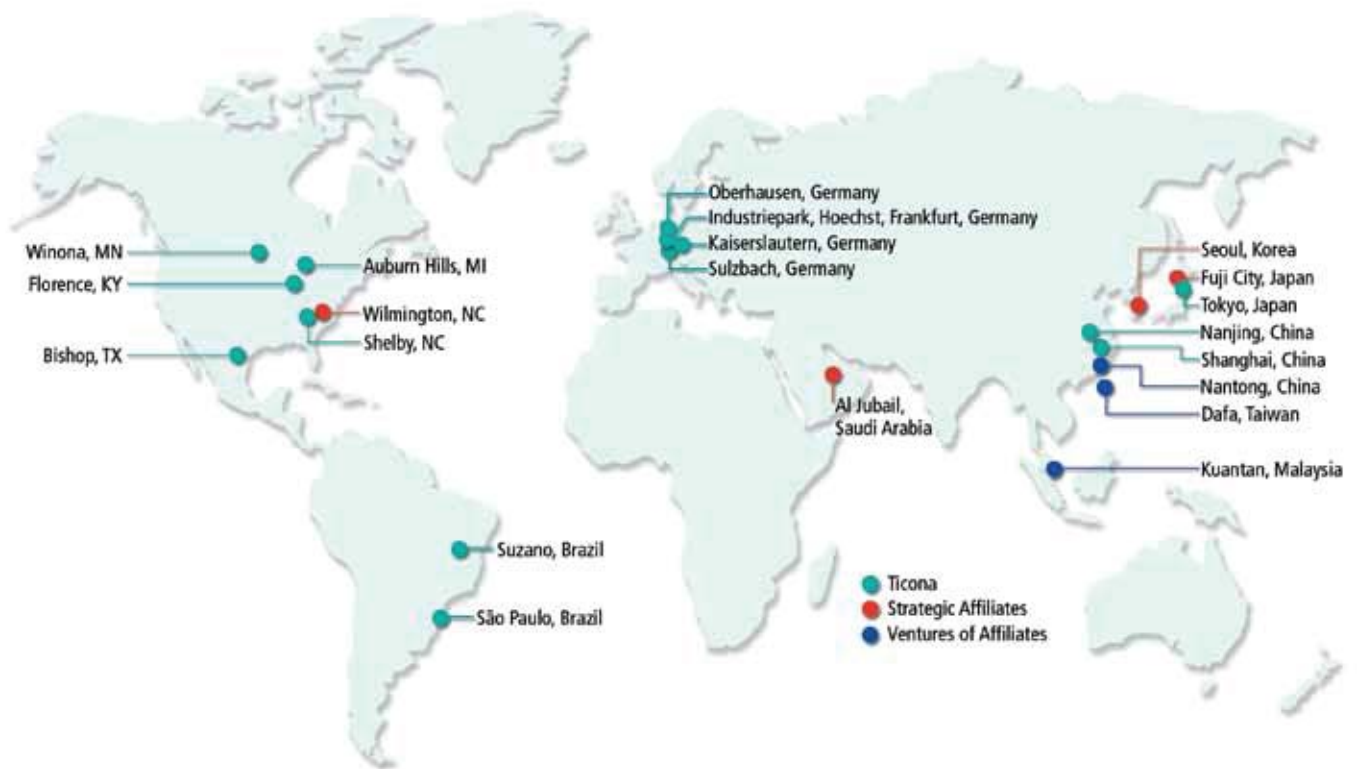 Winona, MN
Florence, KY
Bishop, TX
Auburn Hills, MI
Wilmington, NC
Shelby, NC
Suzano, Brazil
São Paulo, Brazil
Oberhausen, Germany
Industriepark, Hoechst, Frankfurt, Germany
Kaiserslautern, Germany
Sulzbach, Germany
Al Jubail,
Saudi Arabia
Seoul, Korea
Fuji City, Japan
Tokyo, Japan
Nanjing, China
Shanghai, China
Nantong, China
Dafa, Taiwan
Kuantan, Malaysia
Ticona
Strategic Affiliates
Ventures of Affiliates